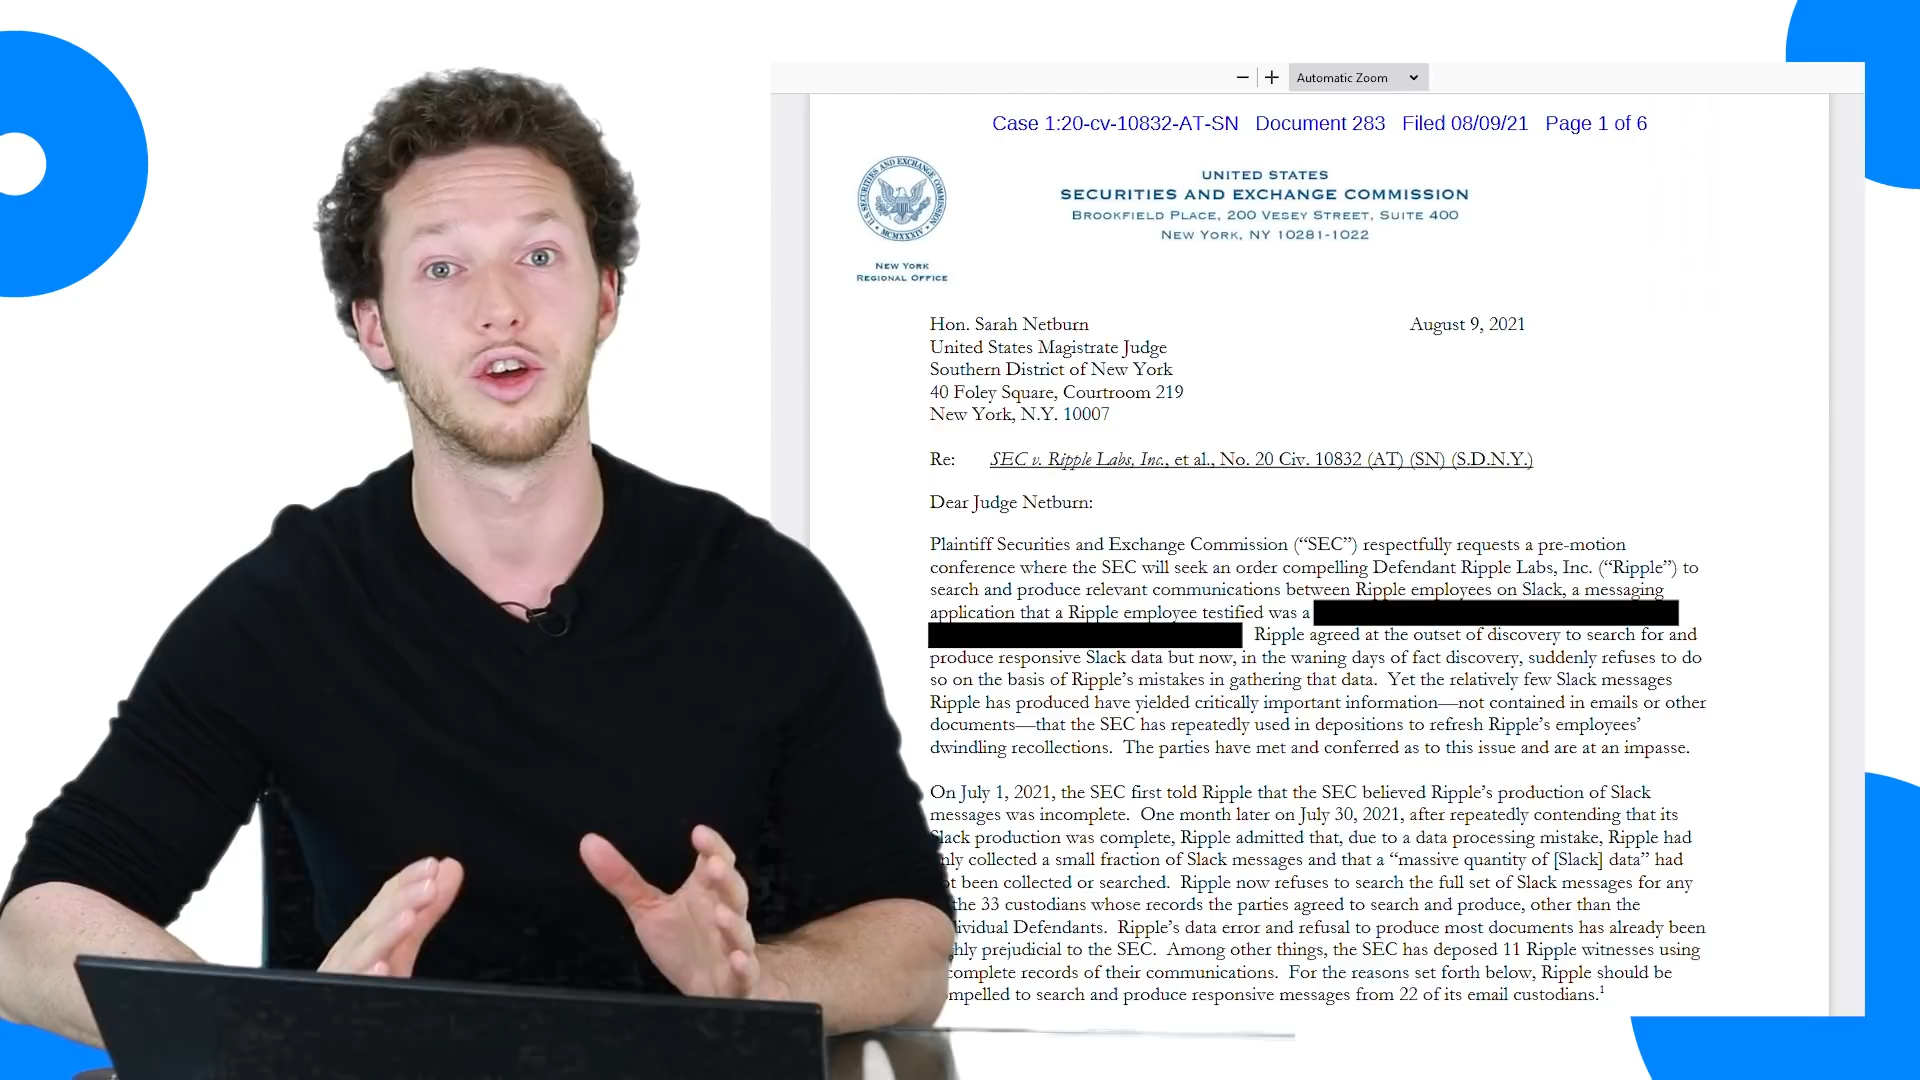 Automatic Zoom
Case 1:20-cv-10832-AT-SN Document 283 Filed 08/09/21 Page 1 of 6
U.S. SECURITIES AND EXCHANGE COMMISSION
MCMXXXIV
NEW YORK
REGIONAL OFFICE
UNITED STATES
SECURITIES AND EXCHANGE COMMISSION
BROOKFIELD PLACE, 200 VESEY STREET, SUITE 400
NEW YORK, NY 10281-1022
Hon. Sarah Netburn August 9, 2021
United States Magistrate Judge
Southern District of New York
40 Foley Square, Courtroom 219
New York, N.Y. 10007
Re: SEC v. Ripple Labs, Inc., et al., No. 20 Civ. 10832 (AT) (SN) (S.D.N.Y.)
Dear Judge Netburn:
Plaintiff Securities and Exchange Commission (“SEC”) respectfully requests a pre-motion
conference where the SEC will seek an order compelling Defendant Ripple Labs, Inc. (“Ripple”) to
search and produce relevant communications between Ripple employees on Slack, a messaging
application that a Ripple employee testified was a
Ripple agreed at the outset of discovery to search for and
produce responsive Slack data but now, in the waning days of fact discovery, suddenly refuses to do
so on the basis of Ripple’s mistakes in gathering that data. Yet the relatively few Slack messages
Ripple has produced have yielded critically important information—not contained in emails or other
documents—that the SEC has repeatedly used in depositions to refresh Ripple’s employees’
dwindling recollections. The parties have met and conferred as to this issue and are at an impasse.
On July 1, 2021, the SEC first told Ripple that the SEC believed Ripple’s production of Slack
messages was incomplete. One month later on July 30, 2021, after repeatedly contending that its
Slack production was complete, Ripple admitted that, due to a data processing mistake, Ripple had
nly collected a small fraction of Slack messages and that a “massive quantity of [Slack] data” had
t been collected or searched. Ripple now refuses to search the full set of Slack messages for any
the 33 custodians whose records the parties agreed to search and produce, other than the
ividual Defendants. Ripple’s data error and refusal to produce most documents has already been
hly prejudicial to the SEC. Among other things, the SEC has deposed 11 Ripple witnesses using
complete records of their communications. For the reasons set forth below, Ripple should be
mpelled to search and produce responsive messages from 22 of its email custodians.1